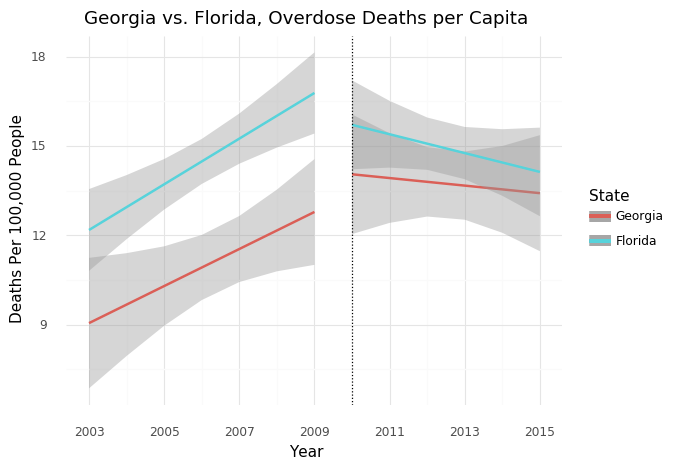 Georgia vs. Florida, Overdose Deaths per Capita
Deaths Per 100,000 People
18
15
12
9
2003 2005 2007 2009 2011 2013 2015
Year
State
Georgia
Florida